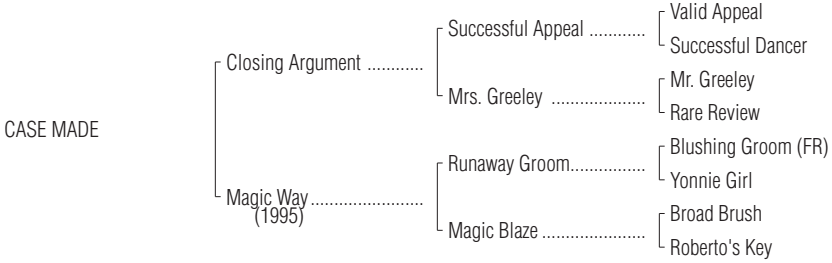 Valid Appeal
Successful Appeal ............
Successful Dancer
Closing Argument ............
Mr. Greeley
Mrs. Greeley ....................
Rare Review
CASE MADE
Blushing Groom (FR)
Runaway Groom................
Yonnie Girl
Magic Way........................
(1995)
Broad Brush
Magic Blaze ......................
Roberto's Key